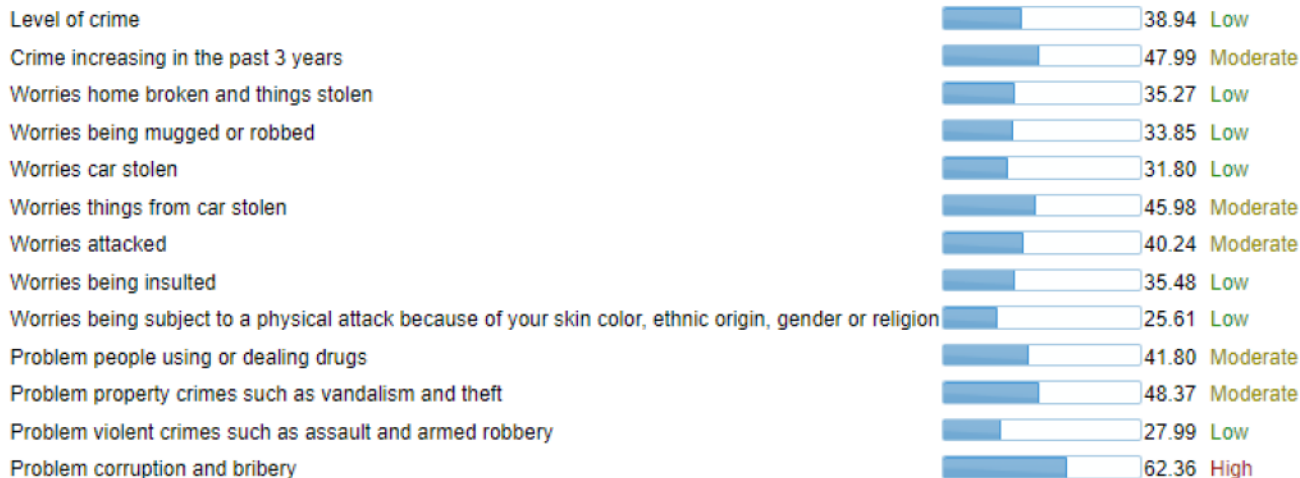 Level of crime 38.94 Low
Crime increasing in the past 3 years 47.99 Moderate
Worries home broken and things stolen 35.27 Low
Worries being mugged or robbed 33.85 Low
Worries car stolen 31.80 Low
Worries things from car stolen 45.98 Moderate
Worries attacked 40.24 Moderate
Worries being insulted 35.48 Low
Worries being subject to a physical attack because of your skin color, ethnic origin, gender or religion 25.61 Low
Problem people using or dealing drugs 41.80 Moderate
Problem property crimes such as vandalism and theft 48.37 Moderate
Problem violent crimes such as assault and armed robbery 27.99 Low
Problem corruption and bribery 62.36 High